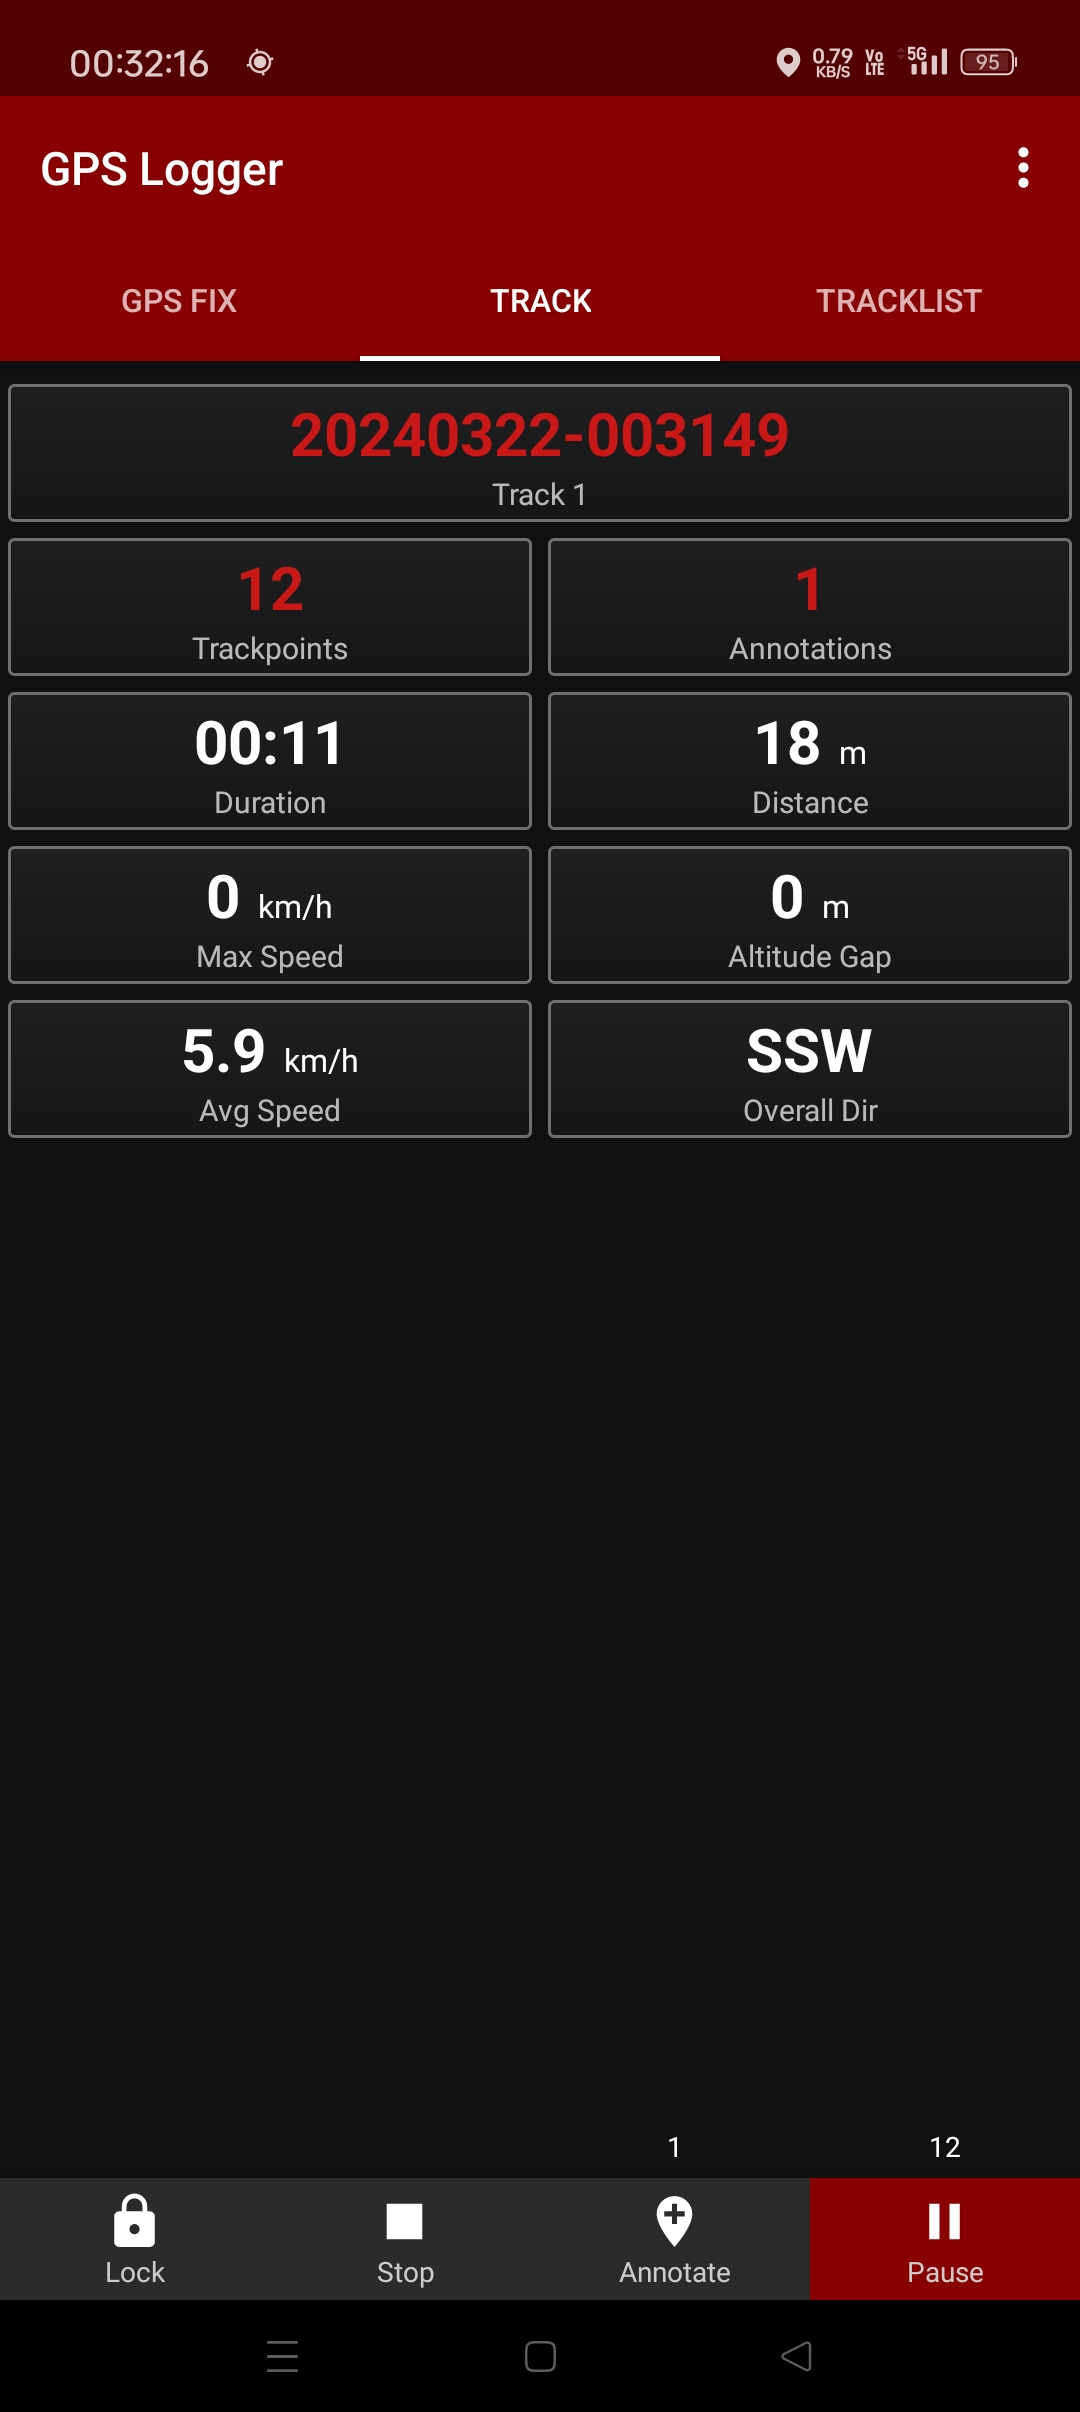 00:32:16 0.79 KB/S Vo LTE 5G 95
GPS Logger
GPS FIX TRACK TRACKLIST
20240322-003149
Track 1
12 1
Trackpoints Annotations
00:11 18 m
Duration Distance
0 km/h 0 m
Max Speed Altitude Gap
5.9 km/h SSW
Avg Speed Overall Dir
1 12
Lock Stop Annotate Pause